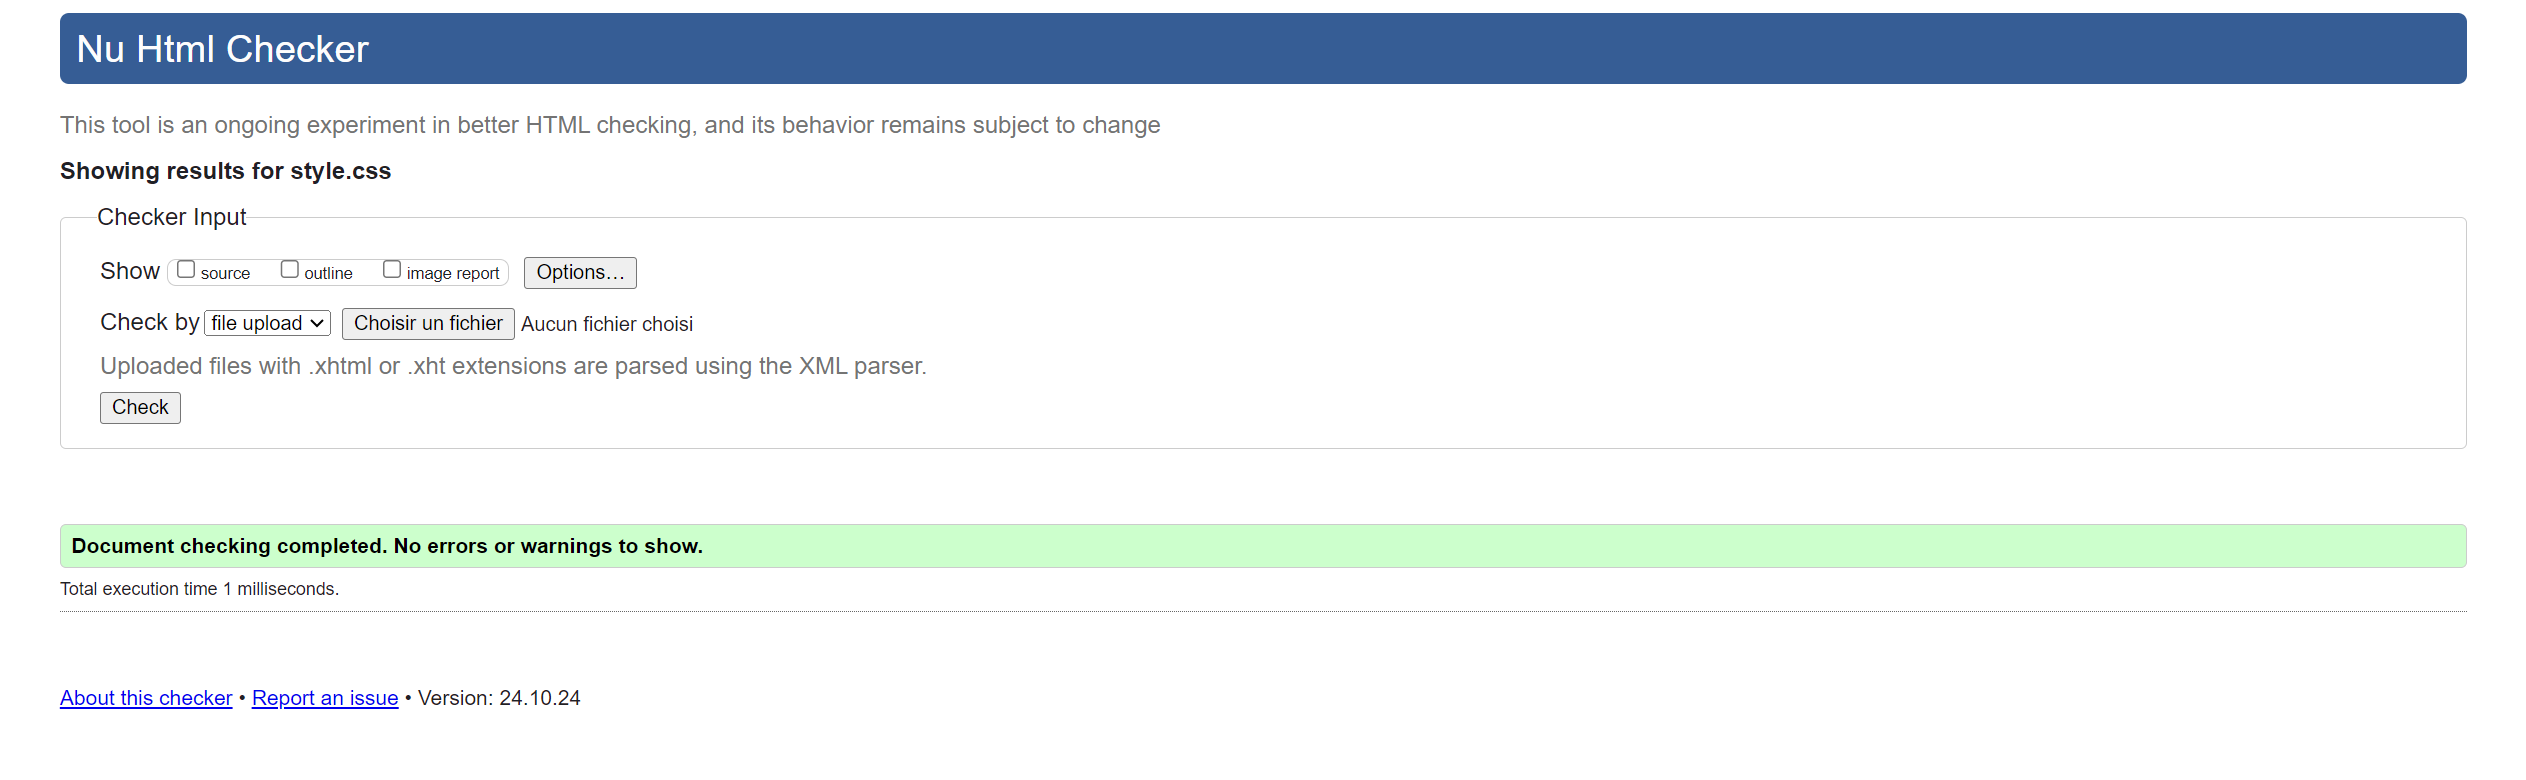 Nu Html Checker
This tool is an ongoing experiment in better HTML checking, and its behavior remains subject to change
Showing results for style.css
Checker Input
Show source outline image report Options...
Check by file upload Choisir un fichier Aucun fichier choisi
Uploaded files with .xhtml or .xht extensions are parsed using the XML parser.
Check
Document checking completed. No errors or warnings to show.
Total execution time 1 milliseconds.
About this checker • Report an issue • Version: 24.10.24